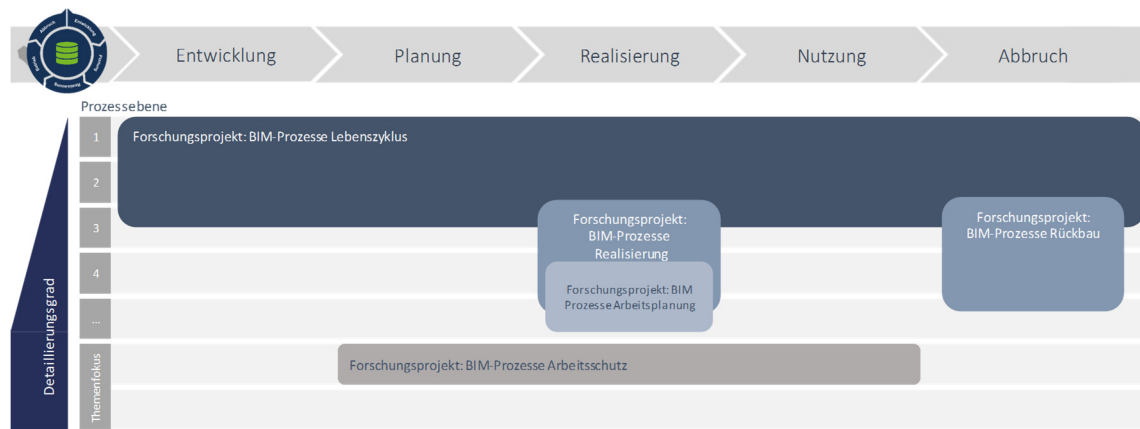 Abbruch
Entwicklung
Planung
Realisierung
Nutzung
Abbruch
Prozessebene
1
Forschungsprojekt: BIM-Prozesse Lebenszyklus
2
3
Forschungsprojekt:
BIM-Prozesse
Realisierung
Forschungsprojekt:
BIM-Prozesse Rückbau
4
Forschungsprojekt: BIM
Prozesse Arbeitsplanung
...
Detaillierungsgrad
Themenfokus
Forschungsprojekt: BIM-Prozesse Arbeitsschutz